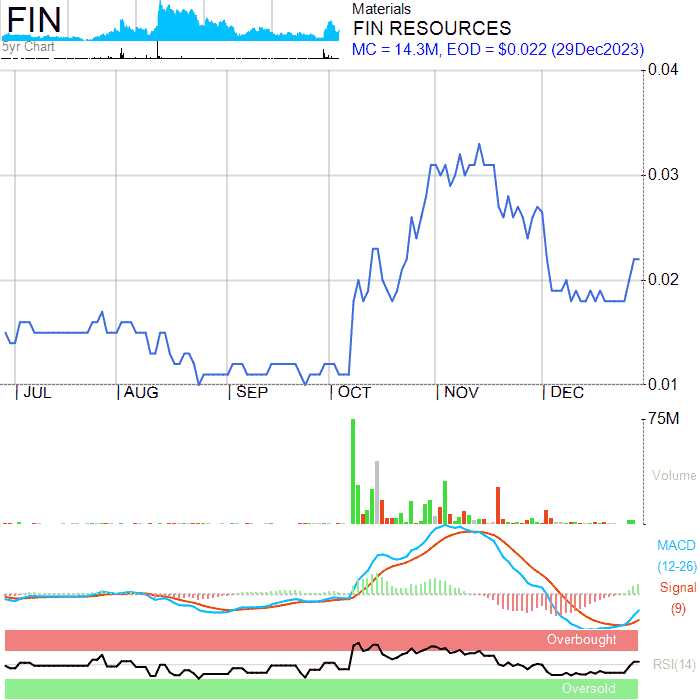 FIN
5yr Chart
Materials
FIN RESOURCES
MC = 14.3M, EOD = $0.022 (29Dec2023)
0.04
0.03
0.02
0.01
JUL AUG SEP OCT NOV DEC
75M
Volume
MACD
(12-26)
Signal
(9)
Overbought
RSI(14)
Oversold